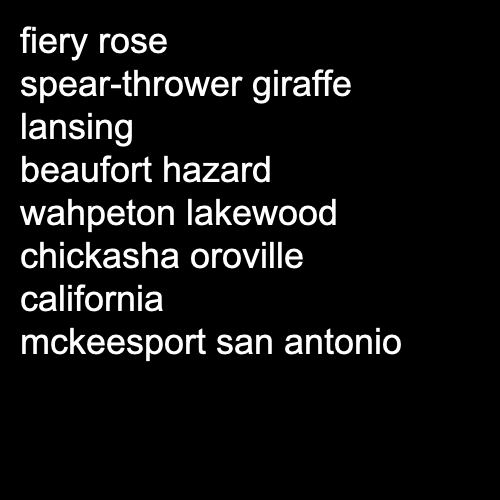 fiery rose
spear-thrower giraffe
lansing
beaufort hazard
wahpeton lakewood
chickasha oroville
california
mckeesport san antonio